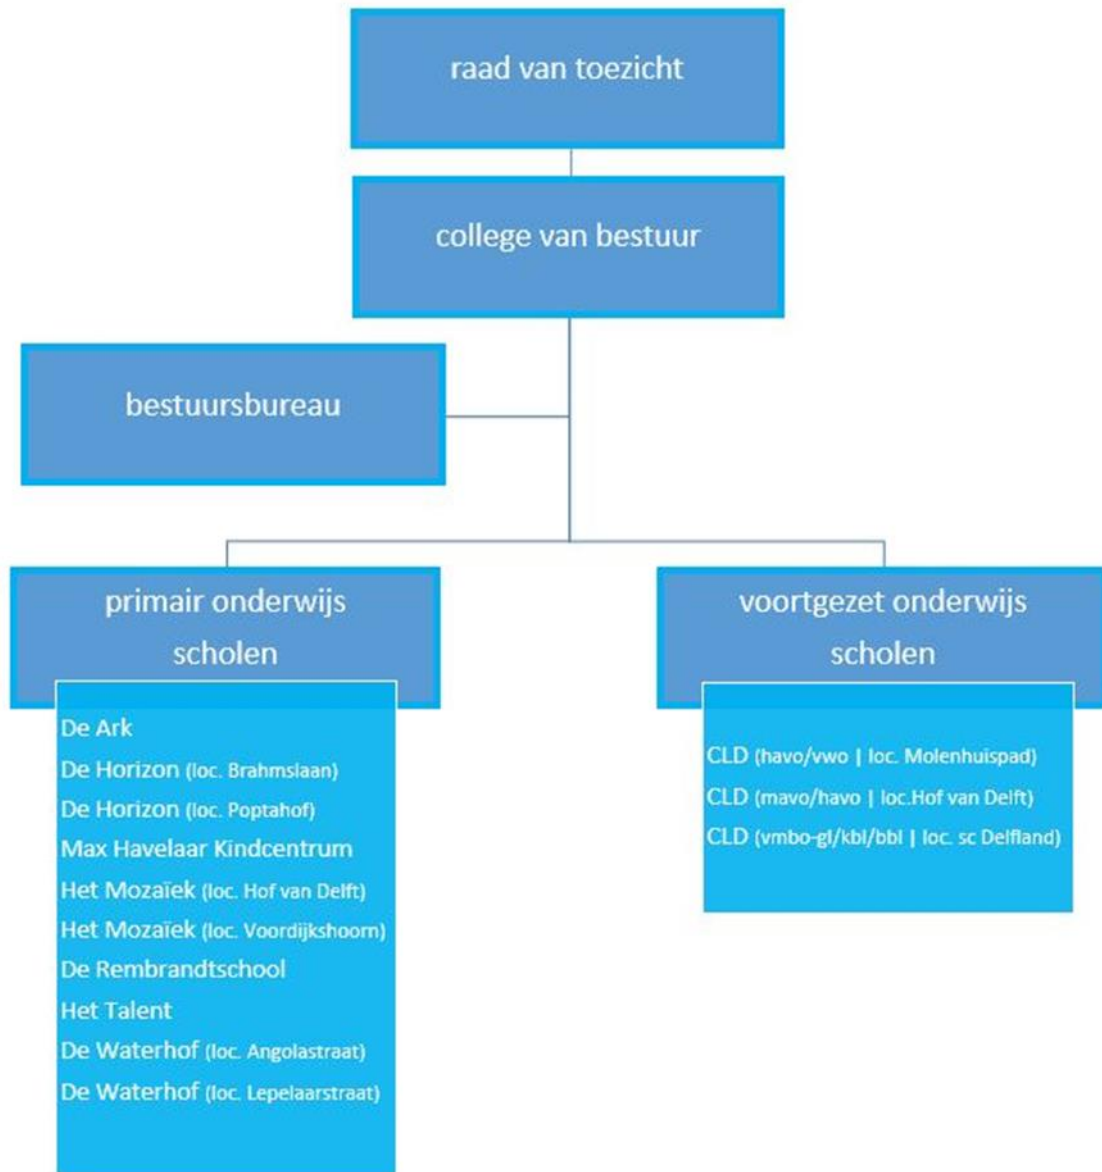 raad van toezicht
college van bestuur
bestuursbureau
primair onderwijs
scholen
De Ark
De Horizon (loc. Brahmslaan)
De Horizon (loc. Poptahof)
Max Havelaar Kindcentrum
Het Mozaïek (loc. Hof van Delft)
Het Mozaïek (loc. Voordijkshoorn)
De Rembrandtschool
Het Talent
De Waterhof (loc. Angolastraat)
De Waterhof (loc. Lepelaarstraat)
voortgezet onderwijs
scholen
CLD (havo/vwo | loc. Molenhuispad)
CLD (mavo/havo | loc.Hof van Delft)
CLD (vmbo-gl/kbl/bbl | loc. sc Delfland)